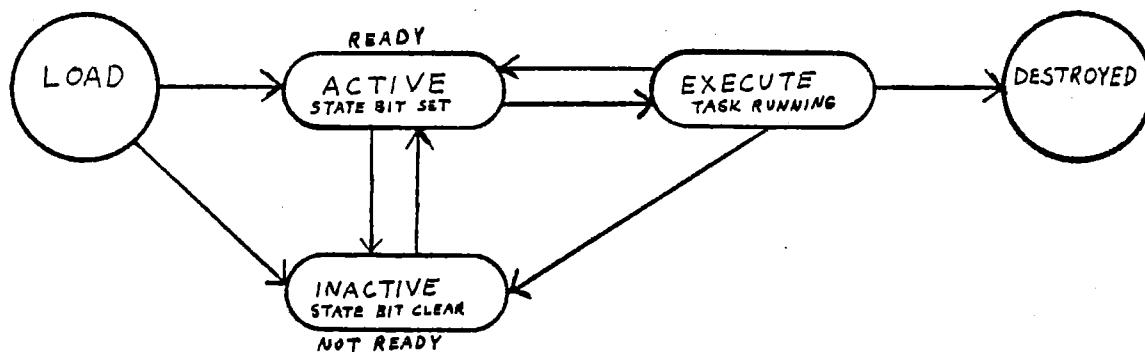 LOAD
READY
ACTIVE
STATE BIT SET
EXECUTE
TASK RUNNING
DESTROYED
INACTIVE
STATE BIT CLEAR
NOT READY